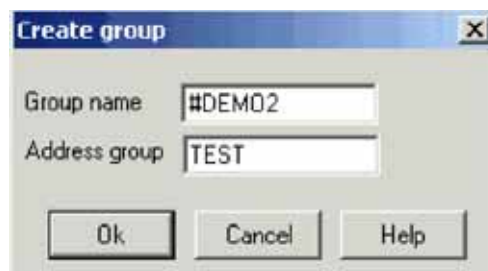 Create group
Group name #DEMO2
Address group TEST
Ok Cancel Help